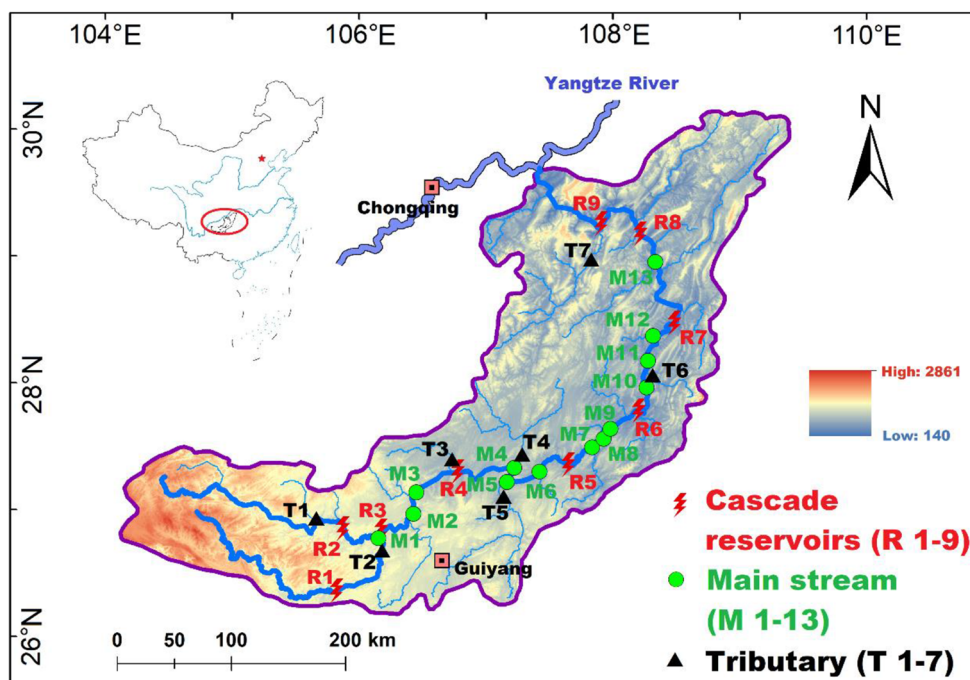 104°E 106°E 108°E 110°E
30°N
28°N
26°N
Yangtze River
N
Chongqing
R9
R8
T7
M13
M12
R7
M11
T6
M10
High: 2861
Low: 140
M9
R6
M7
M8
T4
T3
M4
M3
R4
M5
M6
R5
T5
T1
R3
M2
R2
M1
T2
R1
Guiyang
Cascade
reservoirs (R 1-9)
Main stream
(M 1-13)
Tributary (T 1-7)
0 50 100 200 km